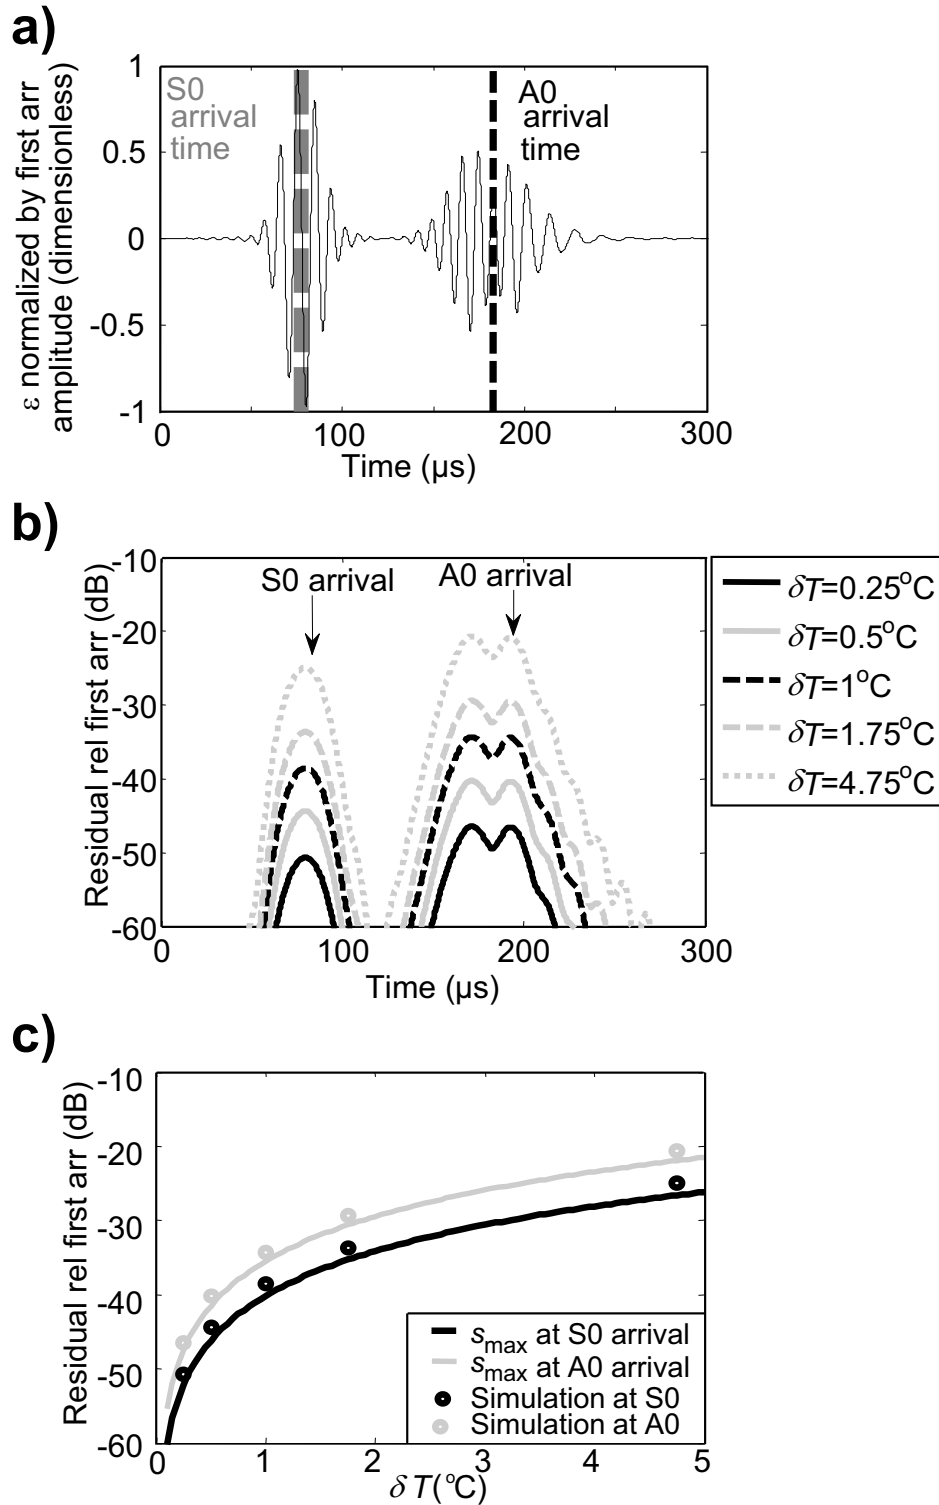 a)
ε normalized by first arr
amplitude (dimensionless)
1
0.5
0
-0.5
-1
S0
arrival
time
A0
arrival
time
0
100
200
300
Time (µs)
b)
Residual rel first arr (dB)
-10
-20
-30
-40
-50
-60
S0 arrival
A0 arrival
δT=0.25°C
δT=0.5°C
δT=1°C
δT=1.75°C
δT=4.75°C
0
100
200
300
Time (µs)
c)
Residual rel first arr (dB)
-10
-20
-30
-40
-50
-60
s_max at S0 arrival
s_max at A0 arrival
Simulation at S0
Simulation at A0
0
1
2
3
4
5
δT(°C)